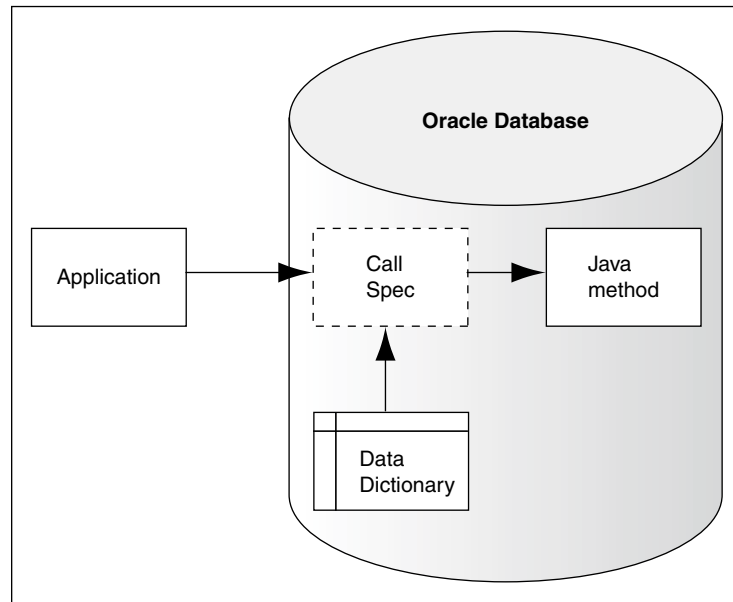 Oracle Database
Application
Call
Spec
Java
method
Data
Dictionary